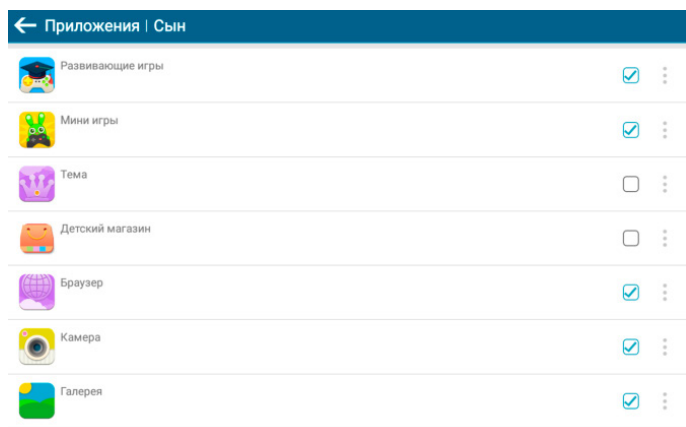 Приложения | Сын
Развивающие игры
Мини игры
Тема
Детский магазин
Браузер
Камера
Галерея